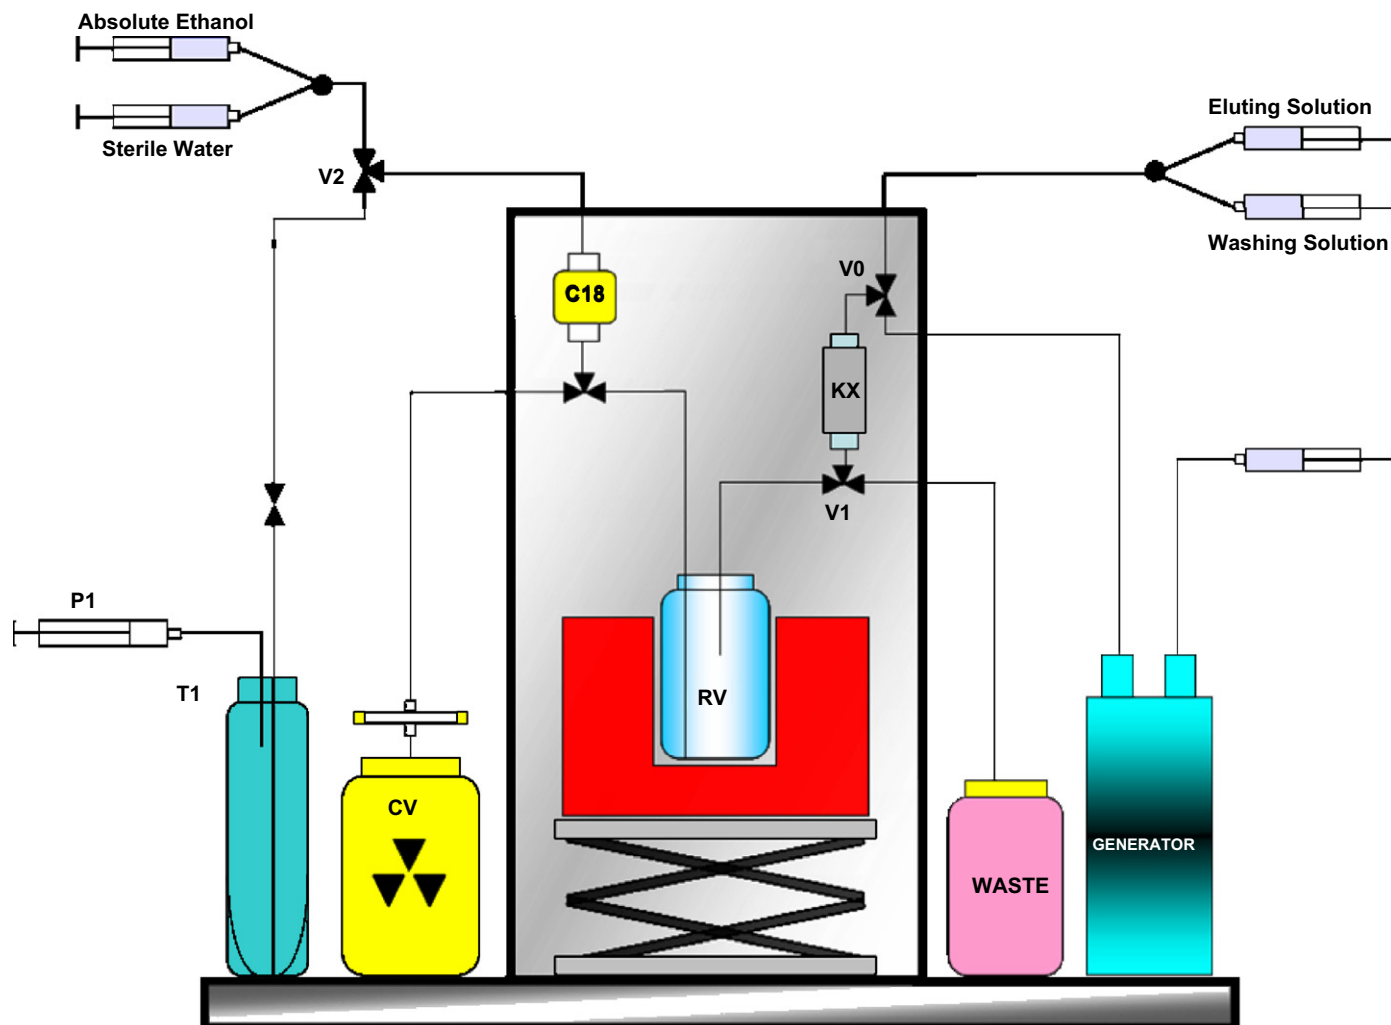 Absolute Ethanol
Sterile Water
V2
Eluting Solution
Washing Solution
V0
C18
KX
V1
P1
T1
RV
CV
GENERATOR
WASTE